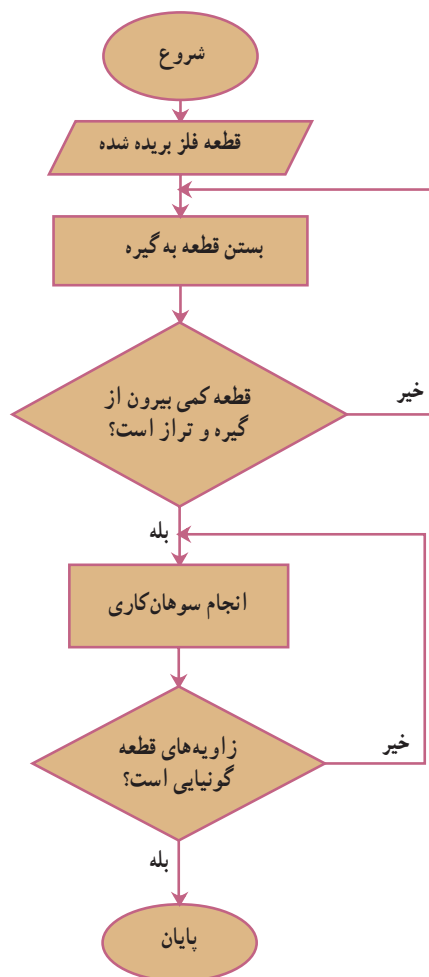 شروع
قطعه فلز بریده شده
بستن قطعه به گیره
قطعه کمی بیرون از
گیره و تراز است؟
خیر
بله
انجام سوهان‌کاری
زاویه‌های قطعه
گونیایی است؟
خیر
بله
پایان